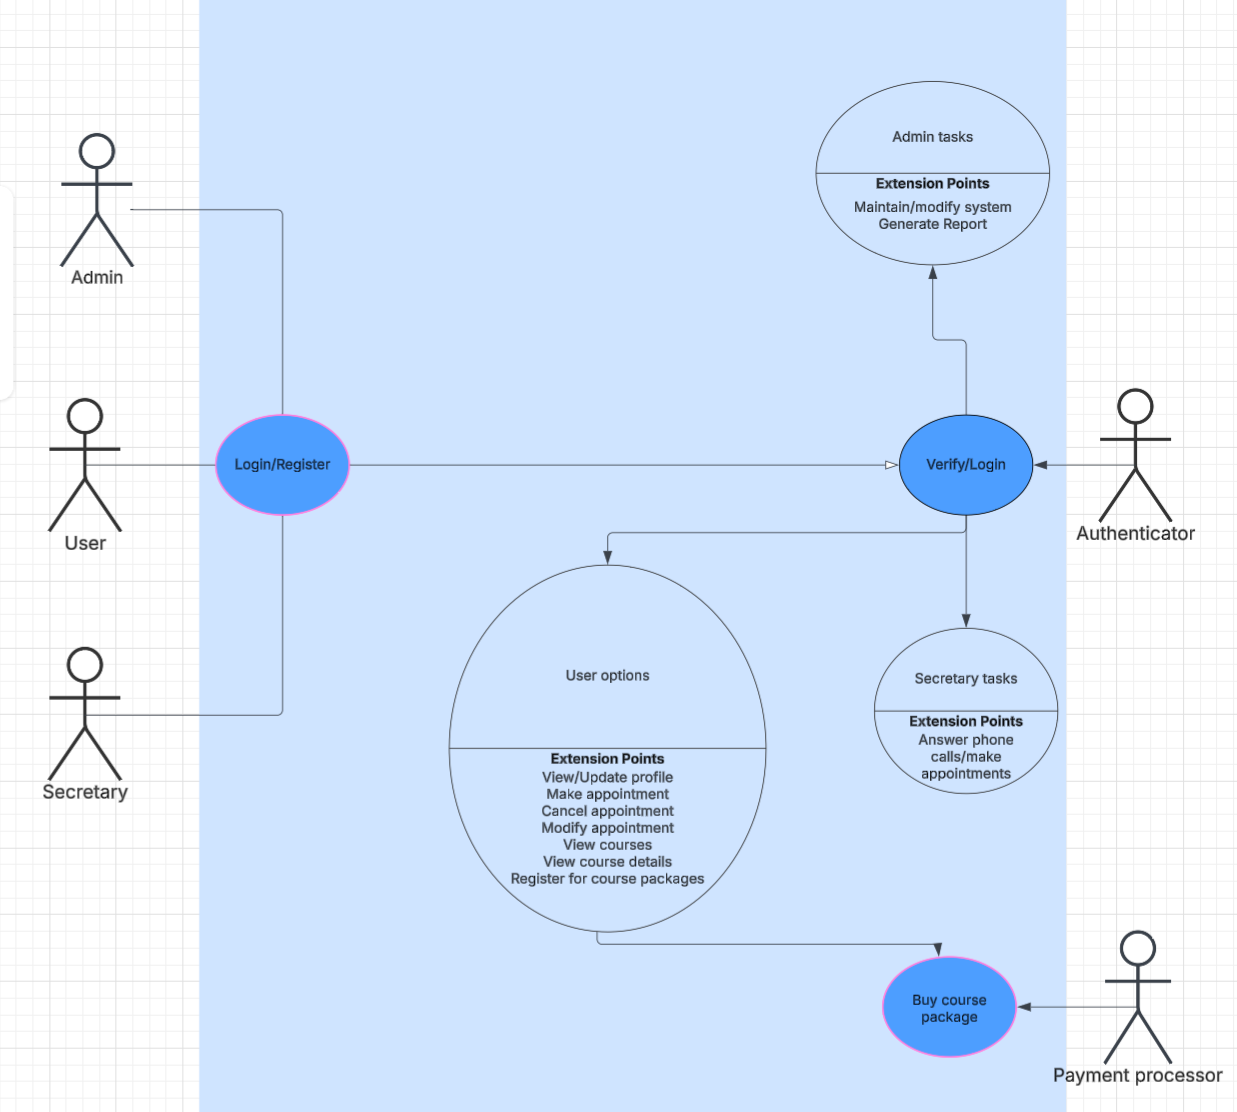 Admin tasks
Extension Points
Maintain/modify system
Generate Report
Admin
Login/Register
Verify/Login
User
Authenticator
User options
Extension Points
View/Update profile
Make appointment
Cancel appointment
Modify appointment
View courses
View course details
Register for course packages
Secretary tasks
Extension Points
Answer phone
calls/make
appointments
Secretary
Buy course
package
Payment processor